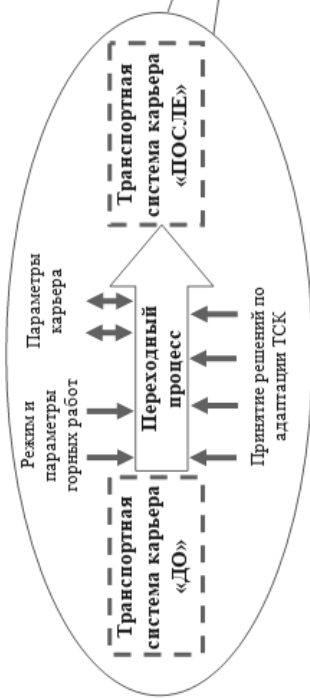 Режим и
параметры
горных работ
Параметры
карьера
Транспортная
система карьера
«ДО»
Переходный
процесс
Транспортная
система карьера
«ПОСЛЕ»
Принятие решений по
адаптации ТСК